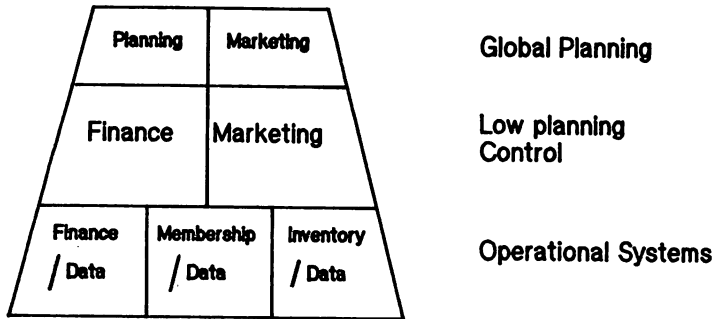 Planning Marketing Global Planning
Finance Marketing Low planning
Control
Finance Membership Inventory
/ Data / Data / Data Operational Systems